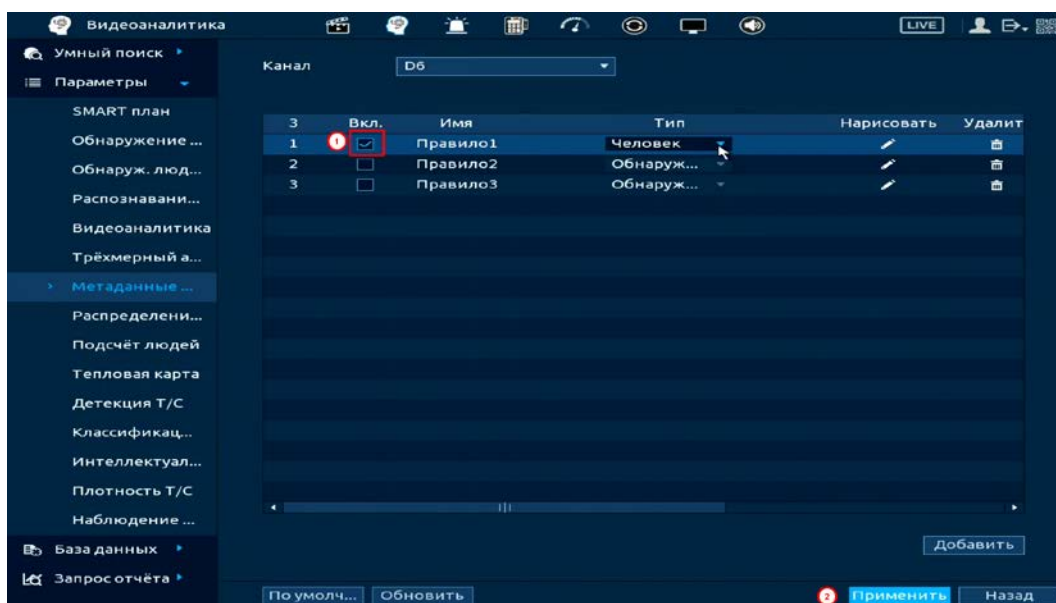 Видеоаналитика
LIVE
Умный поиск
Параметры
SMART план
Обнаружение ...
Обнаруж. люд...
Распознавани...
Видеоаналитика
Трёхмерный а...
Метаданные ...
Распределени...
Подсчёт людей
Тепловая карта
Детекция Т/С
Классификац...
Интеллектуал...
Плотность Т/С
Наблюдение ...
База данных
Запрос отчёта
Канал D6
3 Вкл. Имя Тип Нарисовать Удалит
1 1 Правило1 Человек
2 Правило2 Обнаруж...
3 Правило3 Обнаруж...
Добавить
По умолч... Обновить 2 Применить Назад